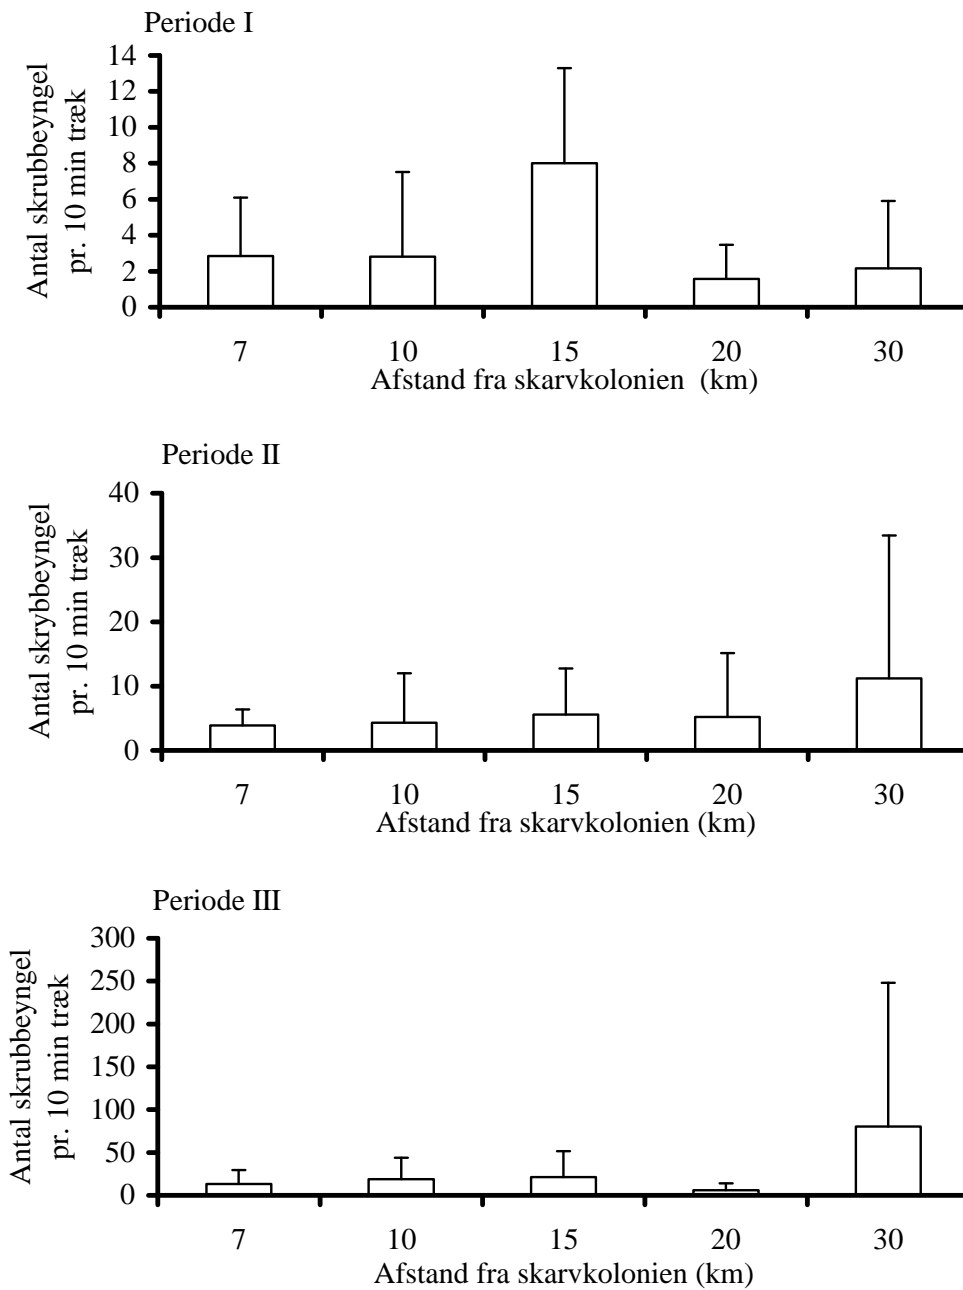 Periode I
Antal skrubbeyngel
pr. 10 min træk
14
12
10
8
6
4
2
0
7 10 15 20 30
Afstand fra skarvkolonien (km)
Periode II
Antal skrybbeyngel
pr. 10 min træk
40
30
20
10
0
7 10 15 20 30
Afstand fra skarvkolonien (km)
Periode III
Antal skrubbeyngel
pr. 10 min træk
300
250
200
150
100
50
0
7 10 15 20 30
Afstand fra skarvkolonien (km)